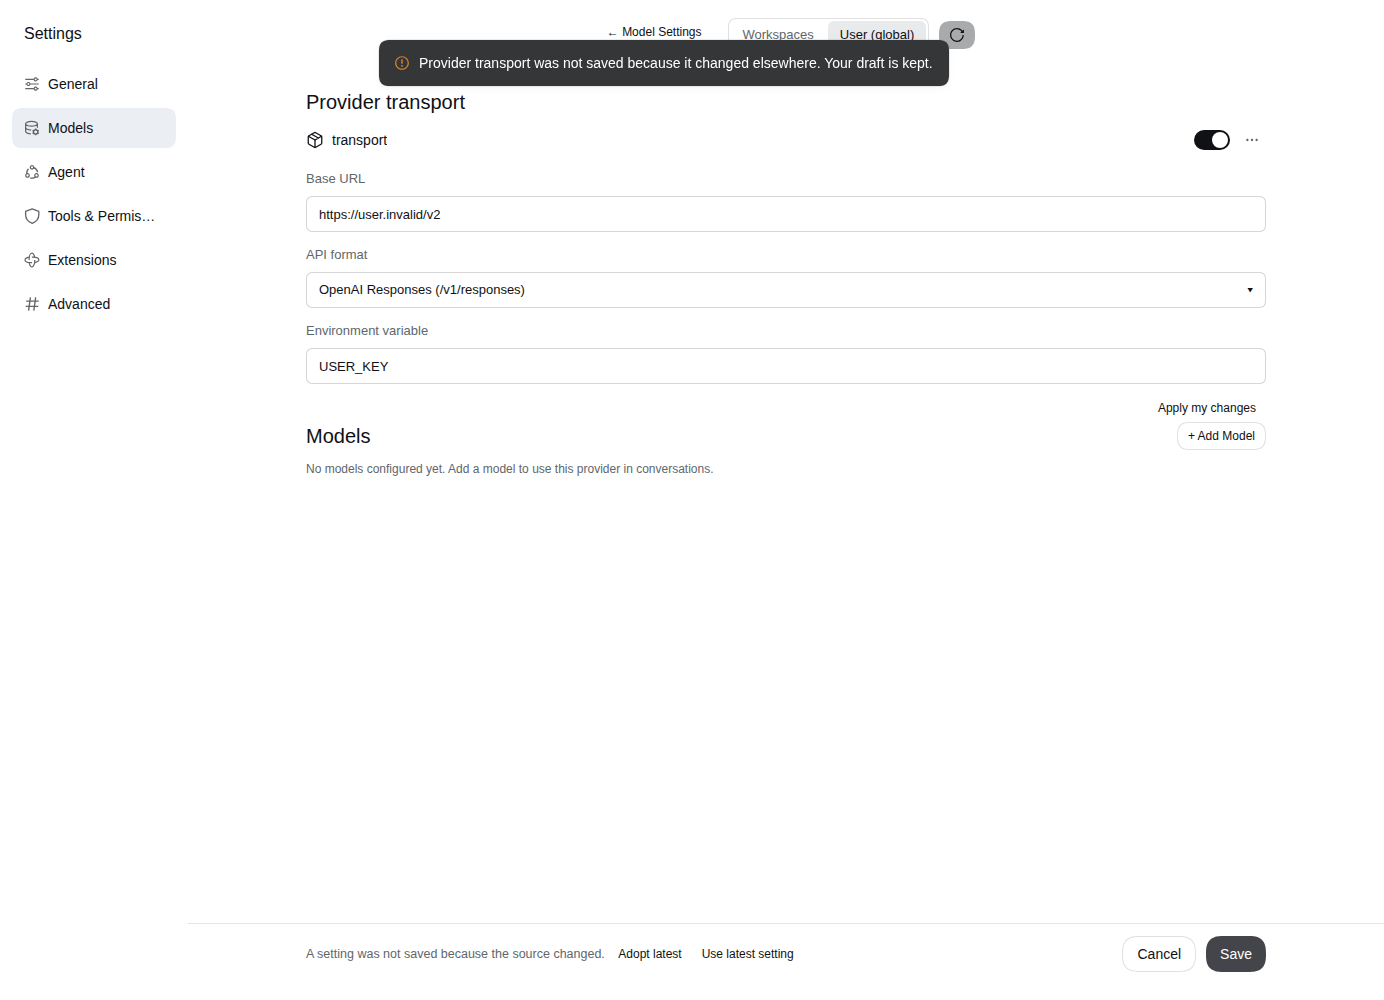 Settings
← Model Settings
Workspaces
User (global)
Provider transport was not saved because it changed elsewhere. Your draft is kept.
General
Models
Agent
Tools & Permis…
Extensions
Advanced
Provider transport
transport
Base URL
https://user.invalid/v2
API format
OpenAI Responses (/v1/responses)
Environment variable
USER_KEY
Apply my changes
Models
+ Add Model
No models configured yet. Add a model to use this provider in conversations.
A setting was not saved because the source changed.
Adopt latest
Use latest setting
Cancel
Save